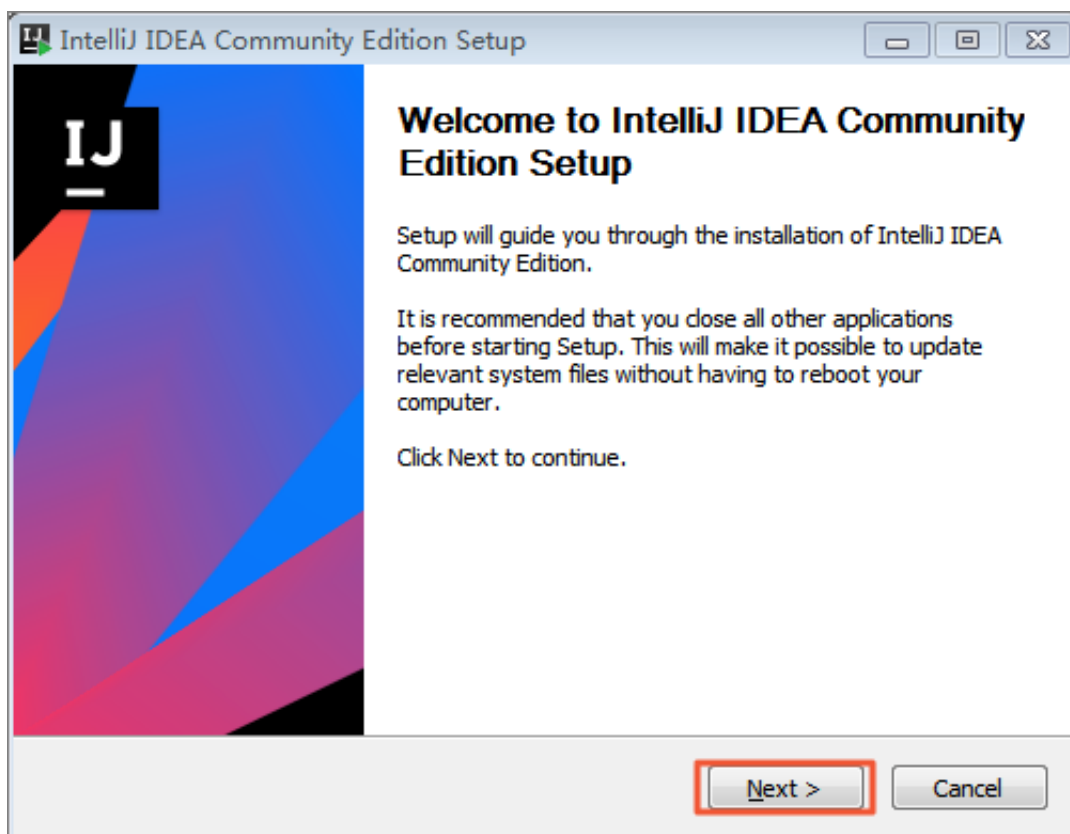 IntelliJ IDEA Community Edition Setup
IJ
Welcome to IntelliJ IDEA Community
Edition Setup
Setup will guide you through the installation of IntelliJ IDEA
Community Edition.
It is recommended that you close all other applications
before starting Setup. This will make it possible to update
relevant system files without having to reboot your
computer.
Click Next to continue.
Next >
Cancel